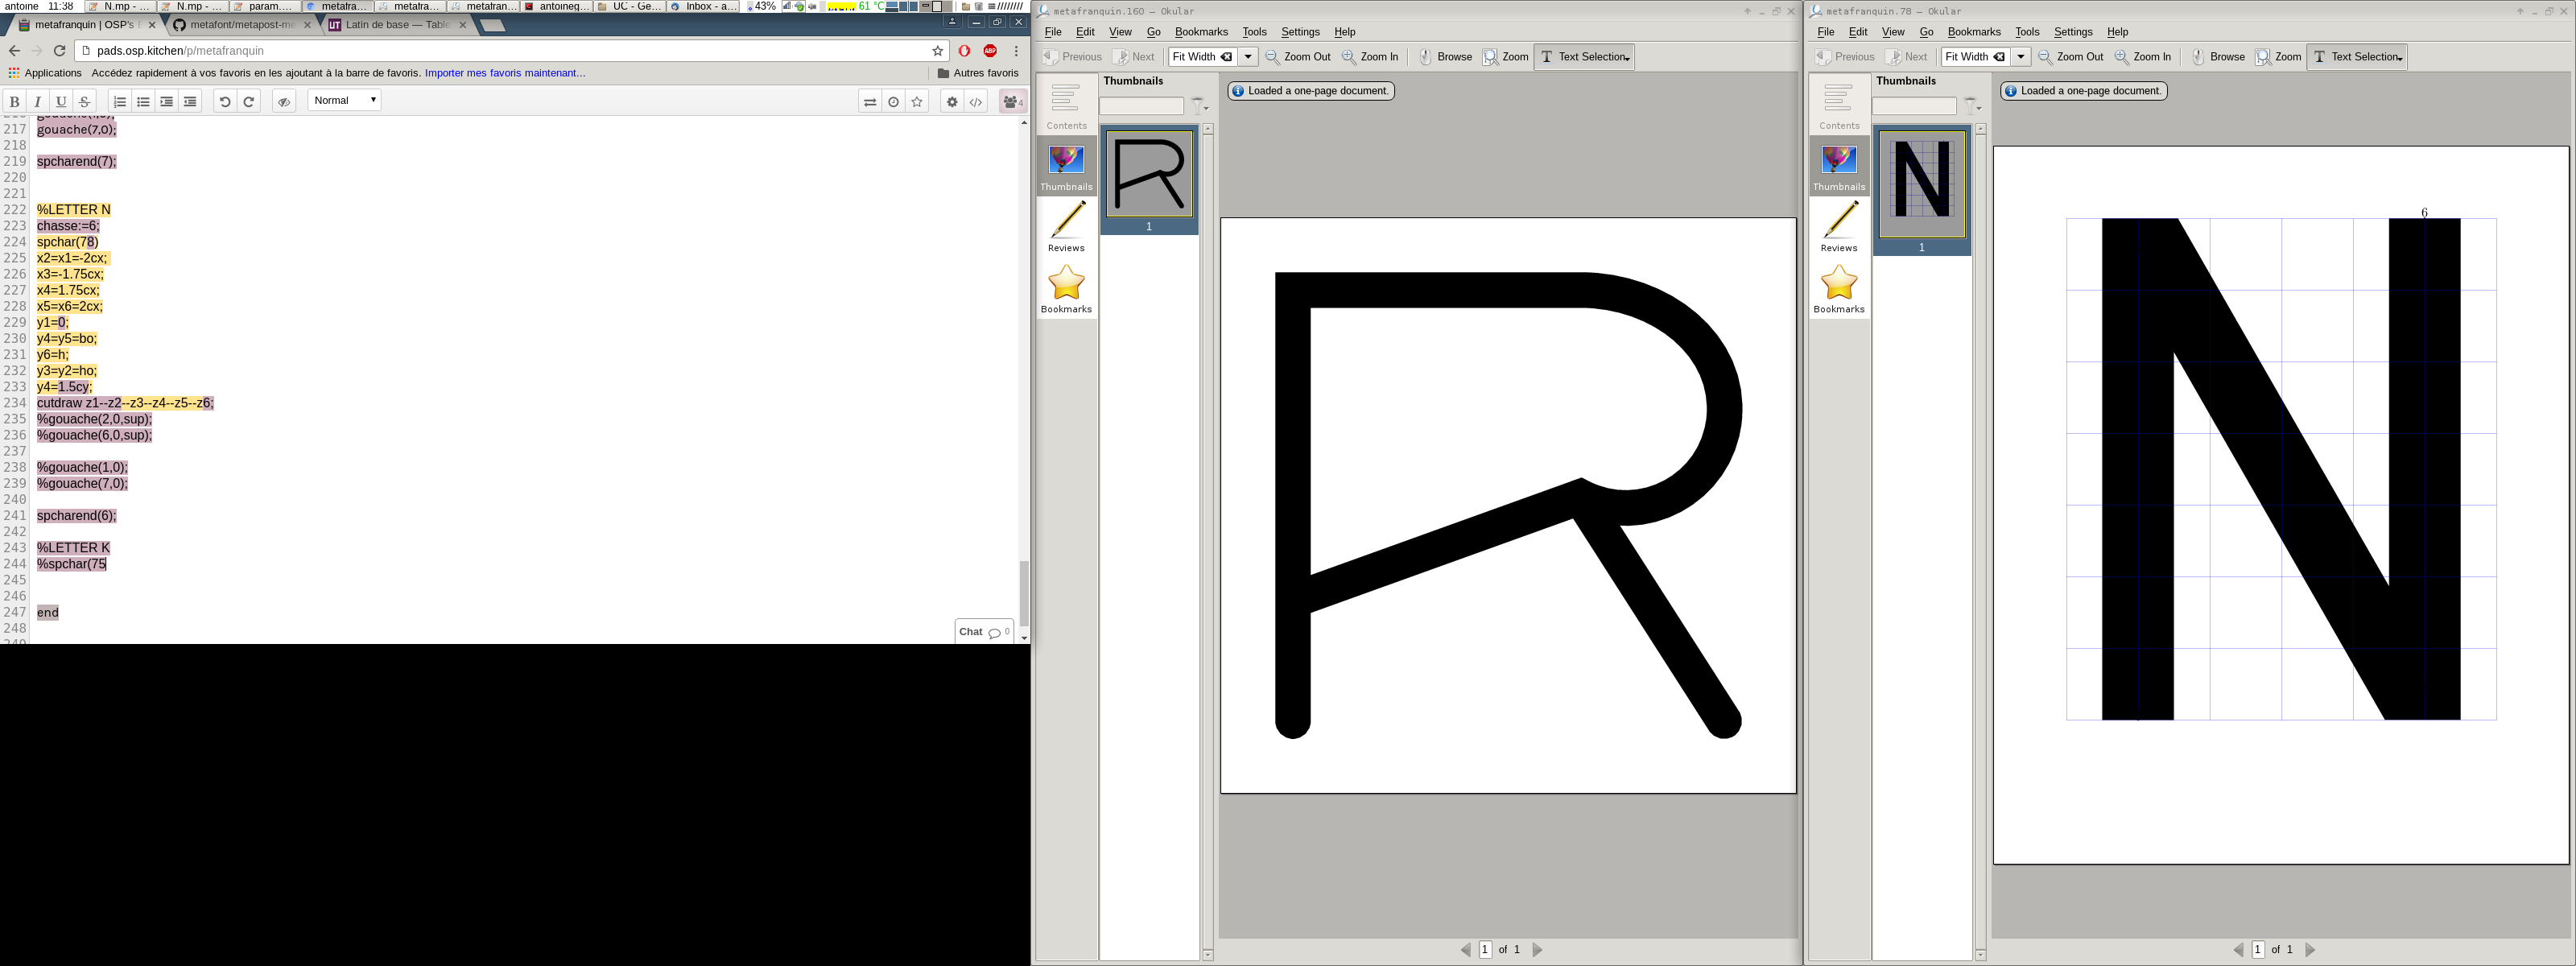 antoine 11:38 N.mp - ... N.mp - ... param.... metafra... metafra... metafran... antoineg... UC - Ge... Inbox - a... 43% 61 °C
metafranquin | OSP's
metafont/metapost-me
Latin de base — Table
pads.osp.kitchen/p/metafranquin
ABP
Applications Accédez rapidement à vos favoris en les ajoutant à la barre de favoris. Importer mes favoris maintenant... Autres favoris
B I U S Normal 4
217 gouache(7,0);
218
219 spcharend(7);
220
221
222 %LETTER N
223 chasse:=6;
224 spchar(78)
225 x2=x1=-2cx;
226 x3=-1.75cx;
227 x4=1.75cx;
228 x5=x6=2cx;
229 y1=0;
230 y4=y5=bo;
231 y6=h;
232 y3=y2=ho;
233 y4=1.5cy;
234 cutdraw z1--z2--z3--z4--z5--z6;
235 %gouache(2,0,sup);
236 %gouache(6,0,sup);
237
238 %gouache(1,0);
239 %gouache(7,0);
240
241 spcharend(6);
242
243 %LETTER K
244 %spchar(75
245
246
247 end
248
Chat 0
metafranquin.160 — Okular
File Edit View Go Bookmarks Tools Settings Help
Previous Next Fit Width Zoom Out Zoom In Browse Zoom Text Selection
Thumbnails
Loaded a one-page document.
Contents
Thumbnails
Reviews
Bookmarks
1
R
1 of 1
metafranquin.78 — Okular
File Edit View Go Bookmarks Tools Settings Help
Previous Next Fit Width Zoom Out Zoom In Browse Zoom Text Selection
Thumbnails
Loaded a one-page document.
Contents
Thumbnails
Reviews
Bookmarks
1
6
N
1 of 1